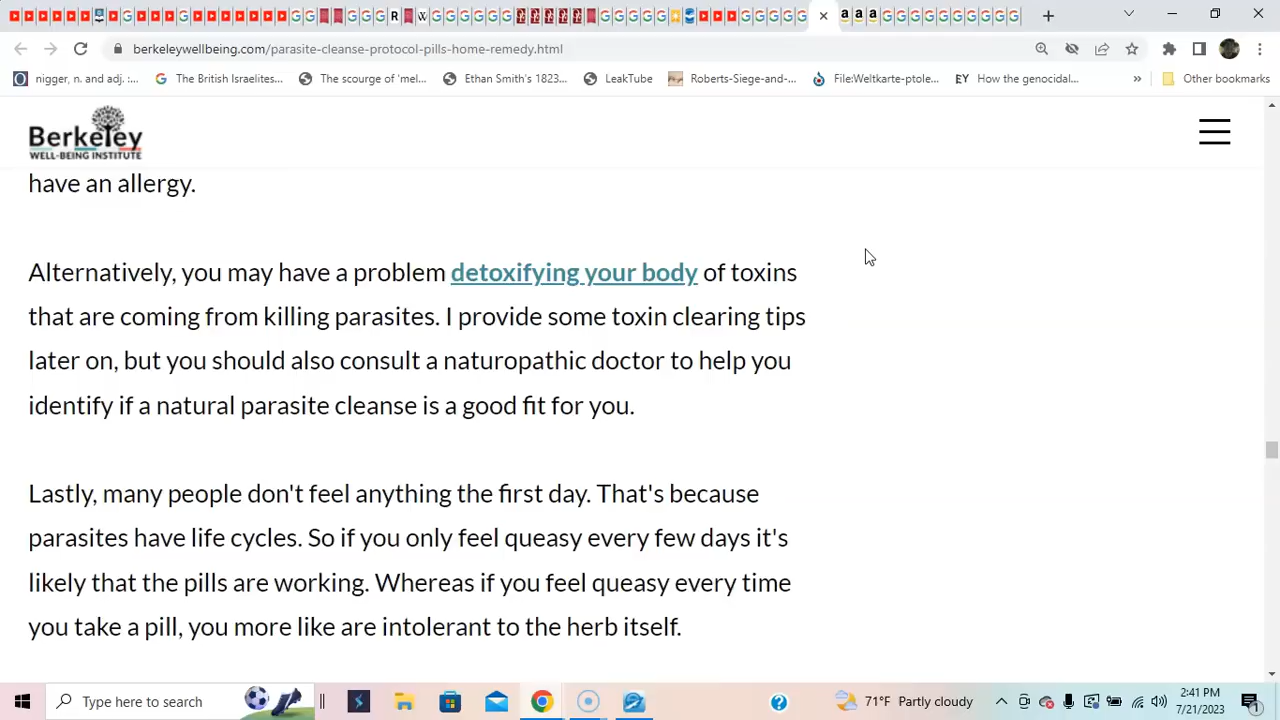 berkeleywellbeing.com/parasite-cleanse-protocol-pills-home-remedy.html
nigger, n. and adj. :... The British Israelites... The scourge of 'mel... Ethan Smith's 1823... LeakTube Roberts-Siege-and-... File:Weltkarte-ptole... EY How the genocidal... » Other bookmarks
Berkeley
WELL-BEING INSTITUTE
have an allergy.
Alternatively, you may have a problem detoxifying your body of toxins
that are coming from killing parasites. I provide some toxin clearing tips
later on, but you should also consult a naturopathic doctor to help you
identify if a natural parasite cleanse is a good fit for you.
Lastly, many people don't feel anything the first day. That's because
parasites have life cycles. So if you only feel queasy every few days it's
likely that the pills are working. Whereas if you feel queasy every time
you take a pill, you more like are intolerant to the herb itself.
Type here to search
71°F Partly cloudy
2:41 PM
7/21/2023